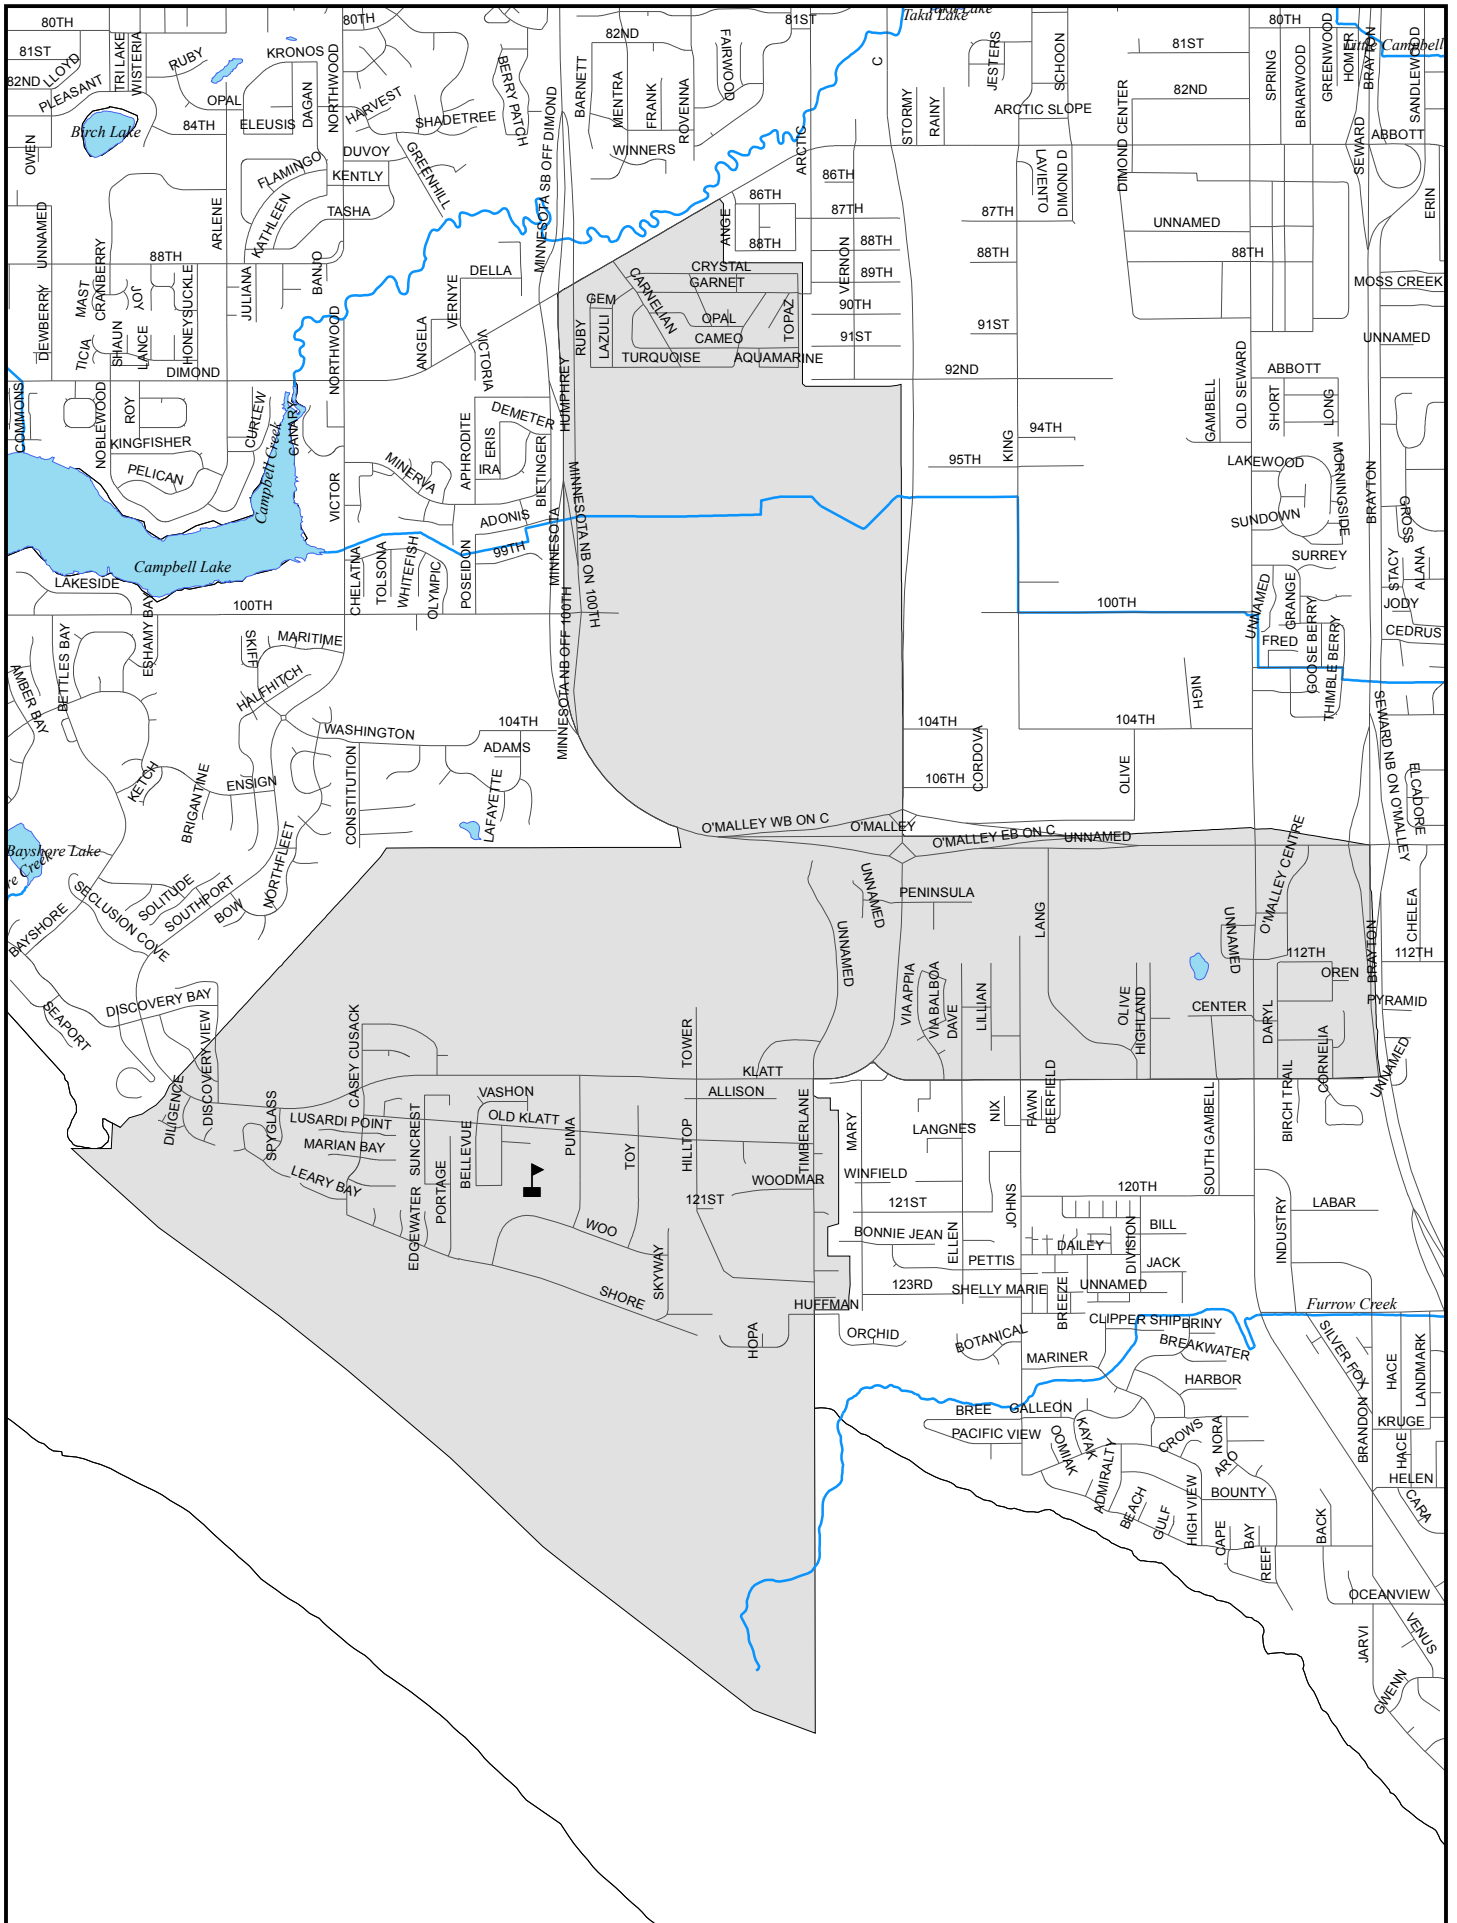 80TH
80TH
81ST
Taku Lake
80TH
81ST
82ND
LLOYD
PLEASANT
TRI LAKE
WISTERIA
RUBY
KRONOS
NORTHWOOD
DAGAN
OPAL
ELEUSIS
84TH
Birch Lake
OWEN
HARVEST
SHADETREE
BERRY PATCH
82ND
BARNETT
MENTRA
FRANK
ROVENNA
FAIRWOOD
WINNERS
ARCTIC
C
STORMY
RAINY
JESTERS
SCHOON
ARCTIC SLOPE
81ST
82ND
DIMOND CENTER
SPRING
BRIARWOOD
GREENWOOD
HOMER
BRAYTON
SANDLEWOOD
Little Campbell
SEWARD
ABBOTT
DUVOY
FLAMINGO
KENTLY
GREENHILL
KATHLEEN
TASHA
ARLENE
MINNESOTA SB OFF DIMOND
86TH
ANGE
88TH
86TH
87TH
VERNON
88TH
89TH
90TH
91ST
LAVIENTO
DIMOND D
87TH
88TH
91ST
UNNAMED
88TH
ERIN
MOSS CREEK
UNNAMED
UNNAMED
88TH
DEWBERRY
MAST
CRANBERRY
JOY
HONEYSUCKLE
JULIANA
BANJO
TICIA
SHAUN
LANCE
DIMOND
NORTHWOOD
ANGELA
VERNYE
DELLA
VICTORIA
HUMPHREY
RUBY
GEM
LAZULI
CARNELIAN
CRYSTAL
GARNET
OPAL
CAMEO
TOPAZ
TURQUOISE
AQUAMARINE
92ND
GAMBELL
OLD SEWARD
ABBOTT
SHORT
LONG
COMMONS
NOBLEWOOD
ROY
KINGFISHER
PELICAN
CURLEW
CANARY
Campbell Creek
VICTOR
MINERVA
APHRODITE
ERIS
IRA
DEMETER
BIETINGER
ADONIS
99TH
POSEIDON
MINNESOTA
MINNESOTA NB ON 100TH
94TH
95TH
KING
LAKEWOOD
SUNDOWN
MORNINGSIDE
BRAYTON
GROSS
SURREY
STACY
ALANA
Campbell Lake
LAKESIDE
100TH
CHELATNA
TOLSONA
WHITEFISH
OLYMPIC
MINNESOTA NB OFF 100TH
100TH
UNNAMED
GRANGE
FRED
GOOSE BERRY
THIMBLE BERRY
JODY
CEDRUS
ESHAMY BAY
BETTLES BAY
AMBER BAY
SKIFF
MARITIME
HALFHITCH
WASHINGTON
104TH
ADAMS
LAFAYETTE
CONSTITUTION
KETCH
BRIGANTINE
ENSIGN
NORTHFLEET
NIGH
104TH
104TH
CORDOVA
106TH
OLIVE
SEWARD NB ON O'MALLEY
ELCADORE
O'MALLEY WB ON C
O'MALLEY
O'MALLEY EB ON C
UNNAMED
Bayshore Lake
re Creek
BAYSHORE
SECLUSION COVE
SOLITUDE
SOUTHPORT
BOW
UNNAMED
PENINSULA
UNNAMED
LANG
UNNAMED
O'MALLEY CENTRE
112TH
OREN
BRAYTON
CHELEA
112TH
PYRAMID
SEAPORT
DISCOVERY BAY
DISCOVERY VIEW
DILIGENCE
CASEY CUSACK
TOWER
VIA APPIA
VIA BALBOA
DAVE
LILLIAN
OLIVE
HIGHLAND
CENTER
DARYL
CORNELIA
UNNAMED
KLATT
ALLISON
VASHON
OLD KLATT
SPYGLASS
LUSARDI POINT
MARIAN BAY
LEARY BAY
SUNCREST
EDGEWATER
PORTAGE
BELLEVUE
PUMA
TOY
HILLTOP
TIMBERLANE
WOODMAR
121ST
WOO
SKYWAY
SHORE
HUFFMAN
HOPA
MARY
LANGNES
WINFIELD
121ST
BONNIE JEAN
ELLEN
PETTIS
123RD
SHELLY MARIE
ORCHID
NIX
FAWN
DEERFIELD
JOHNS
SOUTH GAMBELL
BIRCH TRAIL
120TH
BILL
DAILEY
DIVISION
JACK
UNNAMED
BREEZE
INDUSTRY
LABAR
Furrow Creek
BOTANICAL
CLIPPER SHIP
BRINY
BREAKWATER
MARINER
HARBOR
SILVER FOX
HACE
LANDMARK
BREE
GALLEON
PACIFIC VIEW
OOMIAK
KAYAK
ADMIRALTY
CROWS
NORA
ARO
BRANDON
KRUGE
HACE
HELEN
CARA
BEACH
GULF
HIGH VIEW
BOUNTY
CAPE
BAY
REEF
BACK
OCEANVIEW
JARVI
VENUS
GWENN